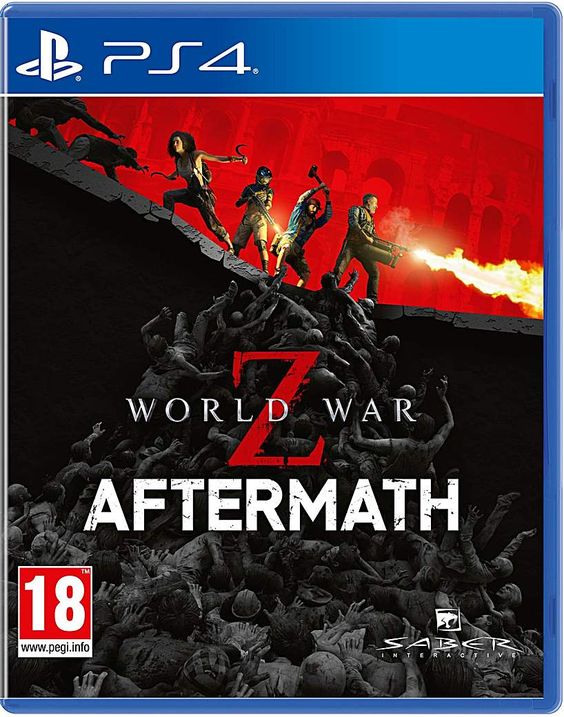 PS4
WORLD WAR
Z
AFTERMATH
18
www.pegi.info
SABER
INTERACTIVE